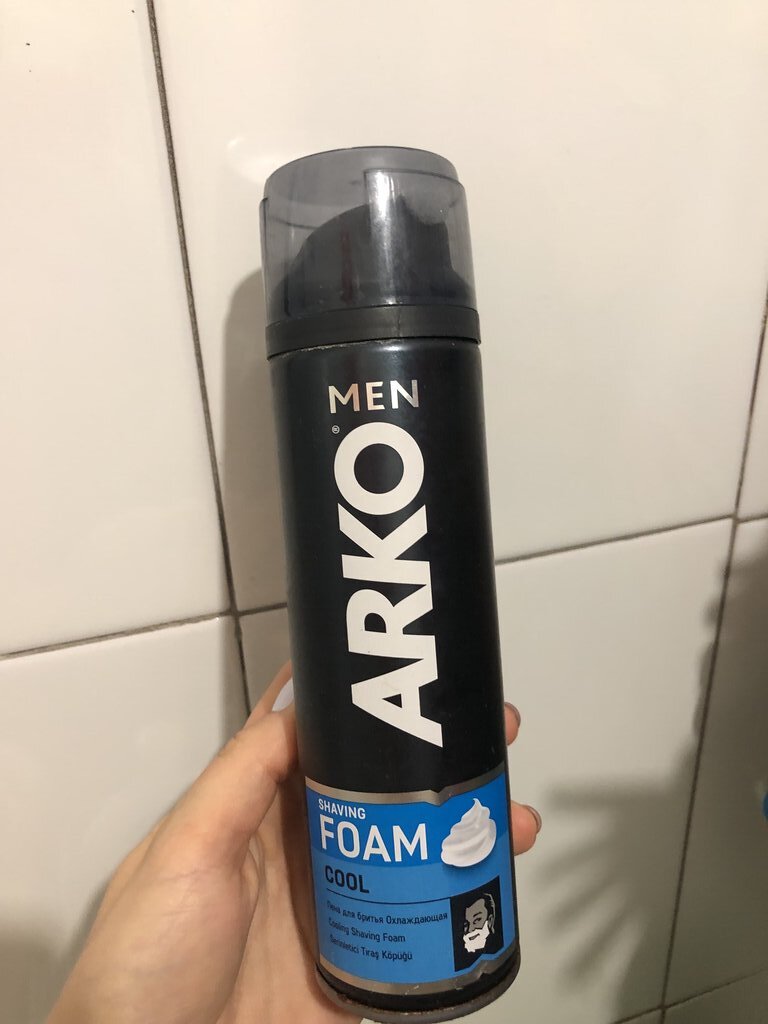 MEN
ARKO®
SHAVING
FOAM
COOL
Пена для бритья Охлаждающая
Cooling Shaving Foam
Serinletici Tıraş Köpüğü